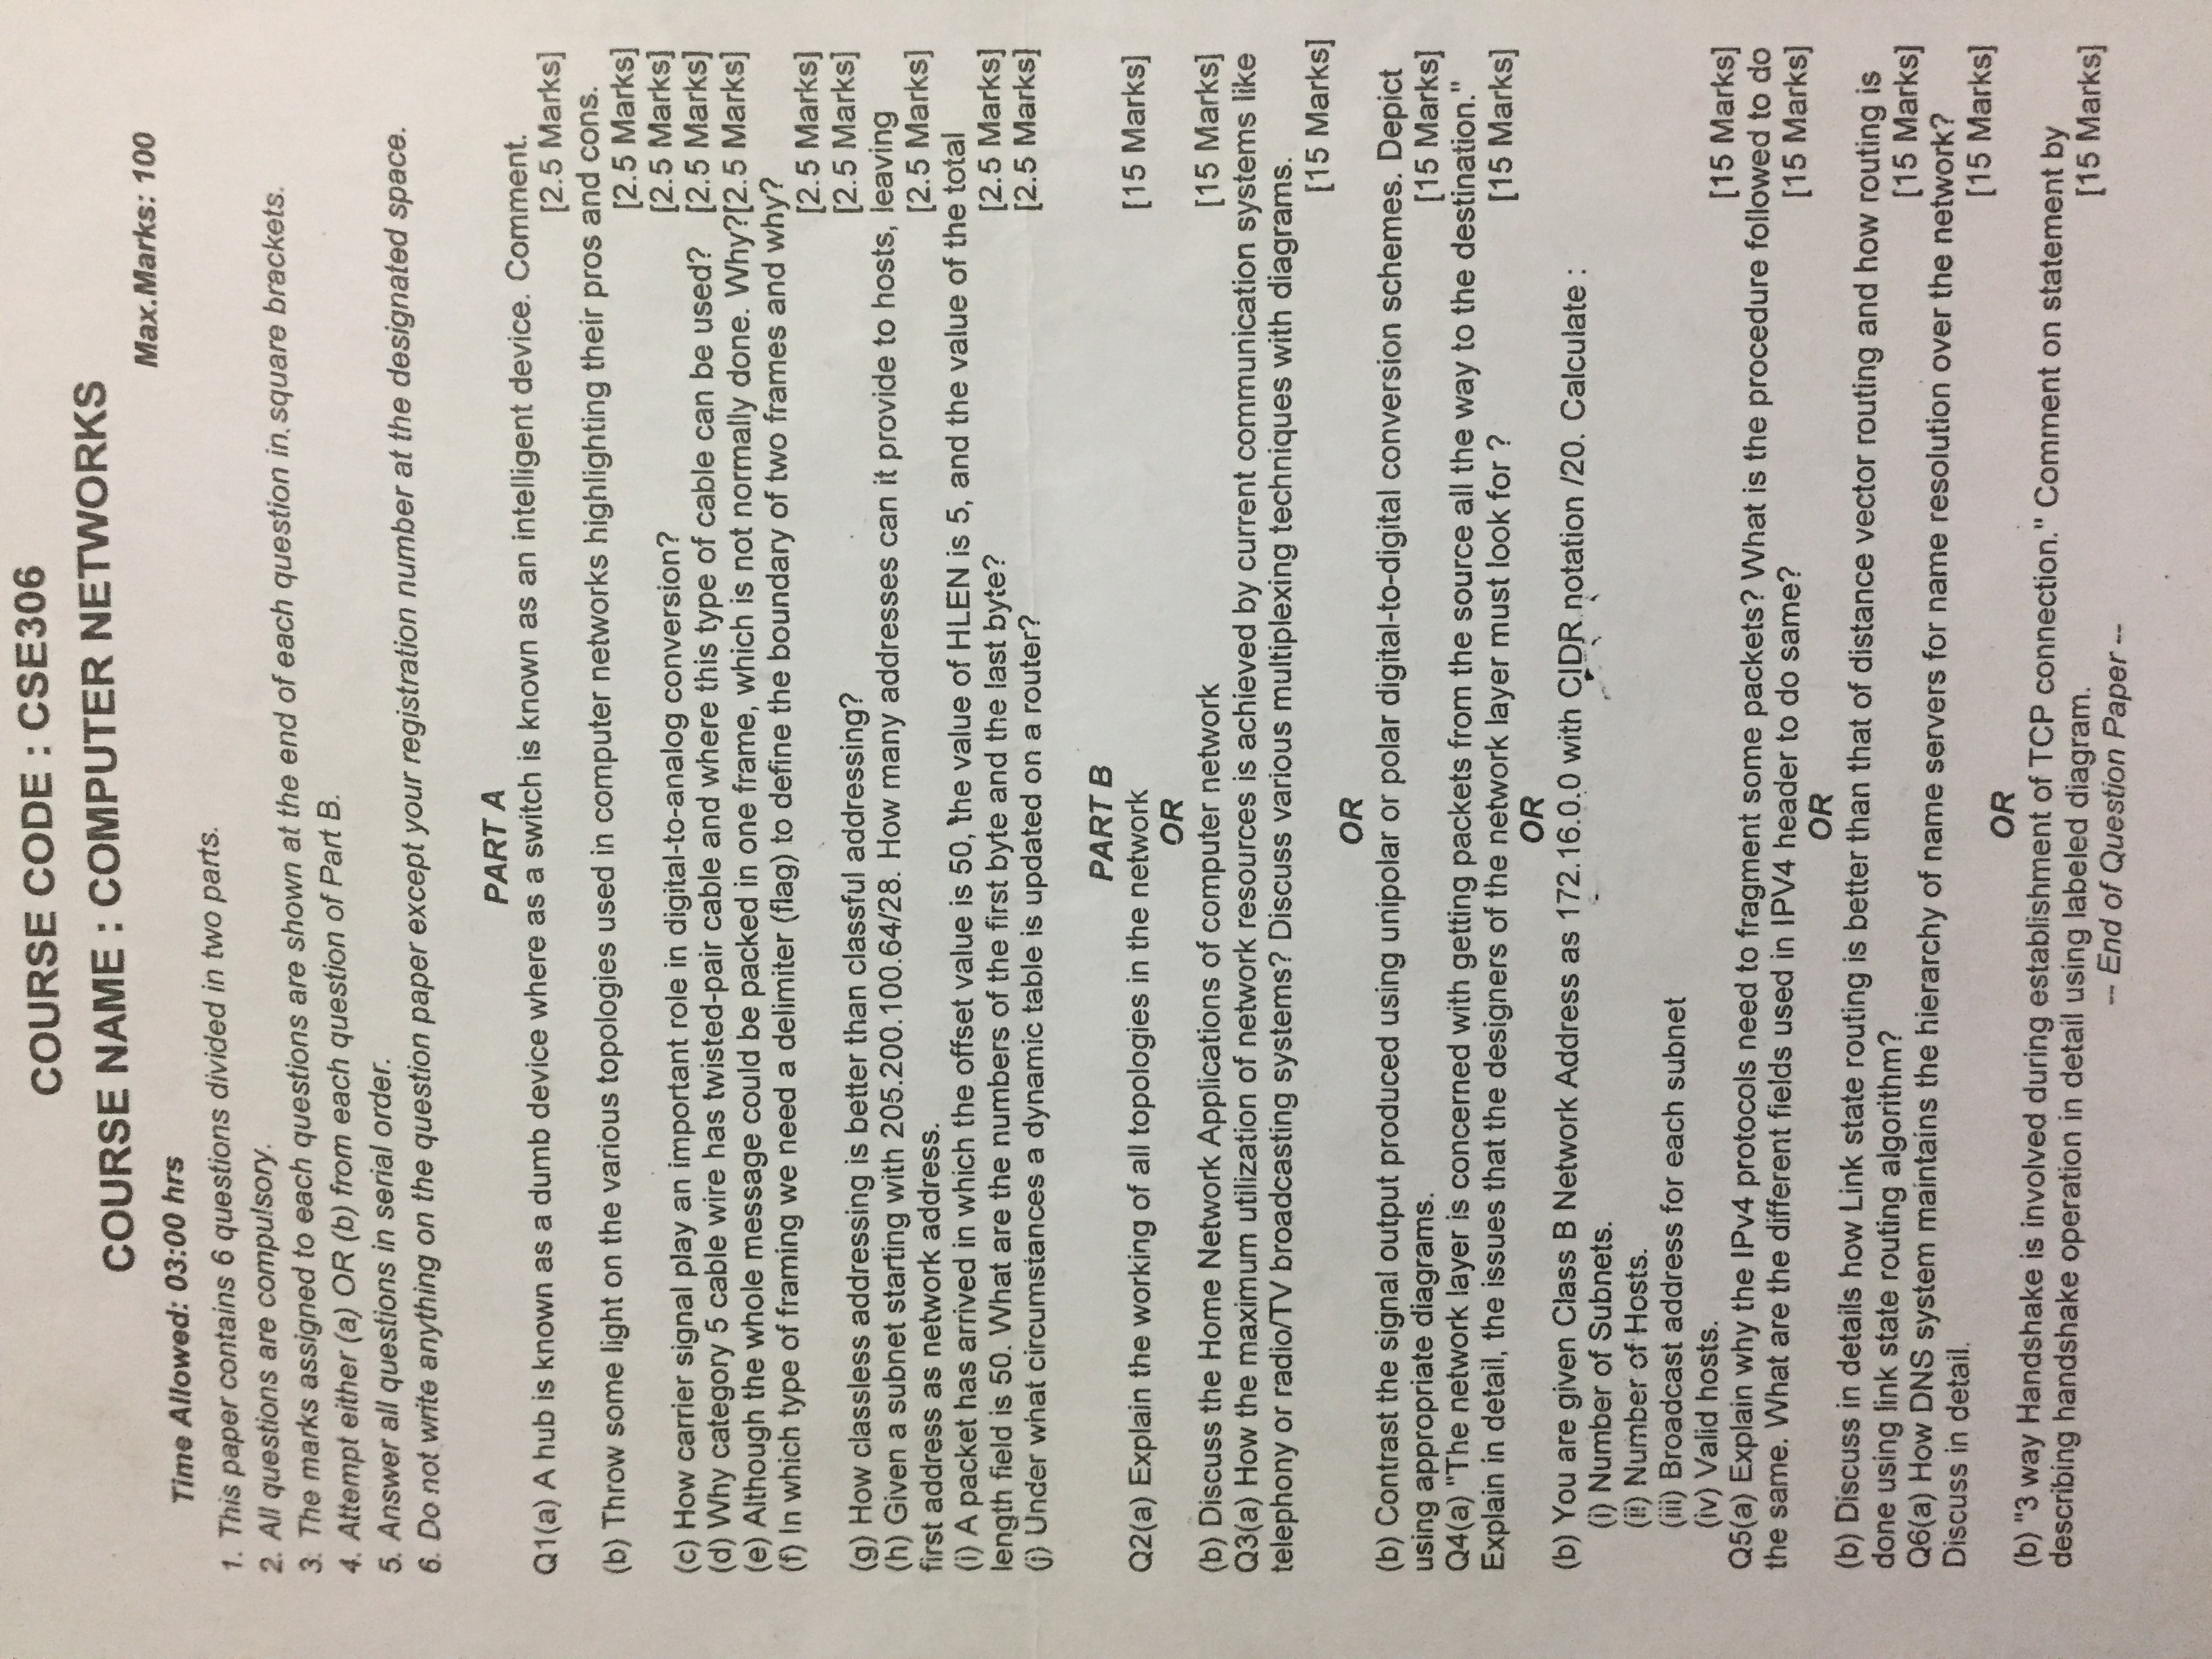 COURSE CODE : CSE306
COURSE NAME : COMPUTER NETWORKS
Max.Marks: 100
Time Allowed: 03:00 hrs
1. This paper contains 6 questions divided in two parts.
2. All questions are compulsory.
3. The marks assigned to each questions are shown at the end of each question in square brackets.
4. Attempt either (a) OR (b) from each question of Part B.
5. Answer all questions in serial order.
6. Do not write anything on the question paper except your registration number at the designated space.
PART A
Q1(a) A hub is known as a dumb device where as a switch is known as an intelligent device. Comment.
[2.5 Marks]
(b) Throw some light on the various topologies used in computer networks highlighting their pros and cons.
[2.5 Marks]
(c) How carrier signal play an important role in digital-to-analog conversion? [2.5 Marks]
(d) Why category 5 cable wire has twisted-pair cable and where this type of cable can be used? [2.5 Marks]
(e) Although the whole message could be packed in one frame, which is not normally done. Why?[2.5 Marks]
(f) In which type of framing we need a delimiter (flag) to define the boundary of two frames and why?
[2.5 Marks]
(g) How classless addressing is better than classful addressing? [2.5 Marks]
(h) Given a subnet starting with 205.200.100.64/28. How many addresses can it provide to hosts, leaving
first address as network address. [2.5 Marks]
(i) A packet has arrived in which the offset value is 50, the value of HLEN is 5, and the value of the total
length field is 50. What are the numbers of the first byte and the last byte? [2.5 Marks]
(j) Under what circumstances a dynamic table is updated on a router? [2.5 Marks]
PART B
Q2(a) Explain the working of all topologies in the network [15 Marks]
OR
(b) Discuss the Home Network Applications of computer network [15 Marks]
Q3(a) How the maximum utilization of network resources is achieved by current communication systems like
telephony or radio/TV broadcasting systems? Discuss various multiplexing techniques with diagrams.
[15 Marks]
OR
(b) Contrast the signal output produced using unipolar or polar digital-to-digital conversion schemes. Depict
using appropriate diagrams. [15 Marks]
Q4(a) "The network layer is concerned with getting packets from the source all the way to the destination."
Explain in detail, the issues that the designers of the network layer must look for ? [15 Marks]
OR
(b) You are given Class B Network Address as 172.16.0.0 with CIDR notation /20. Calculate :
(i) Number of Subnets.
(ii) Number of Hosts.
(iii) Broadcast address for each subnet
(iv) Valid hosts. [15 Marks]
Q5(a) Explain why the IPv4 protocols need to fragment some packets? What is the procedure followed to do
the same. What are the different fields used in IPV4 header to do same? [15 Marks]
OR
(b) Discuss in details how Link state routing is better than that of distance vector routing and how routing is
done using link state routing algorithm? [15 Marks]
Q6(a) How DNS system maintains the hierarchy of name servers for name resolution over the network?
Discuss in detail. [15 Marks]
OR
(b) "3 way Handshake is involved during establishment of TCP connection." Comment on statement by
describing handshake operation in detail using labeled diagram. [15 Marks]
-- End of Question Paper --